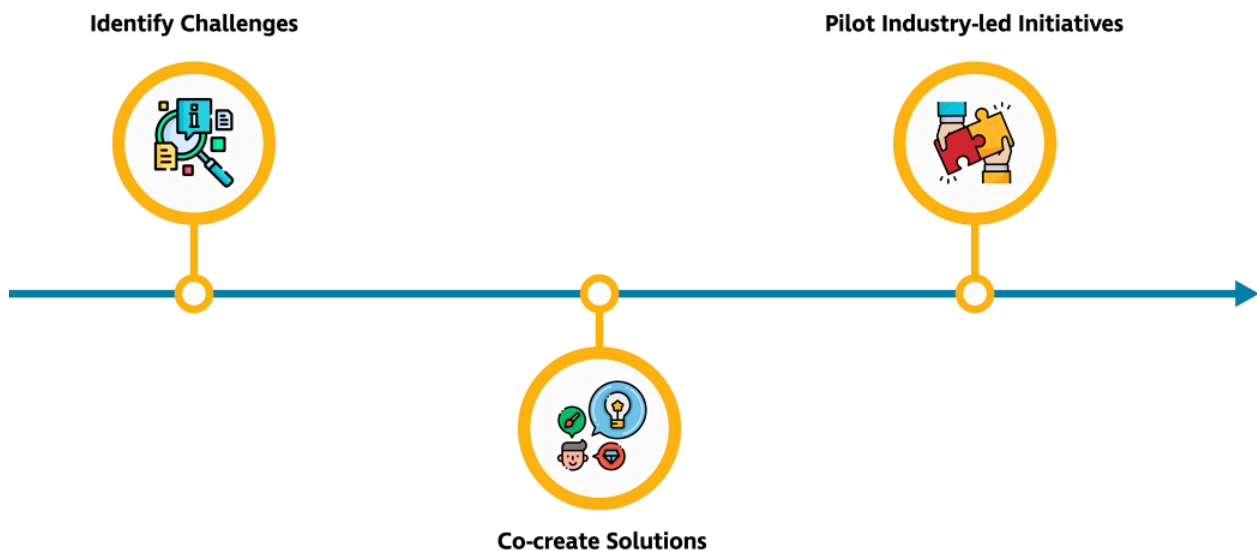 Identify Challenges
Pilot Industry-led Initiatives
i
Co-create Solutions